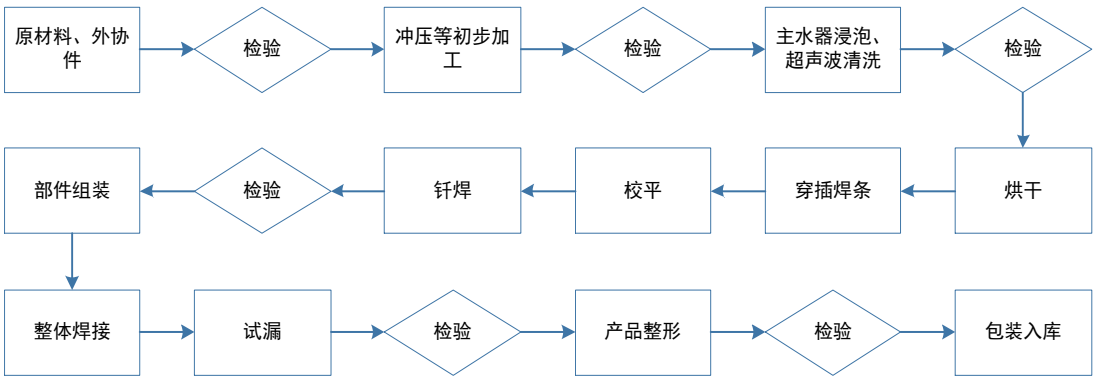 原材料、外协
件
检验
冲压等初步加
工
检验
主水器浸泡、
超声波清洗
检验
部件组装
检验
钎焊
校平
穿插焊条
烘干
整体焊接
试漏
检验
产品整形
检验
包装入库